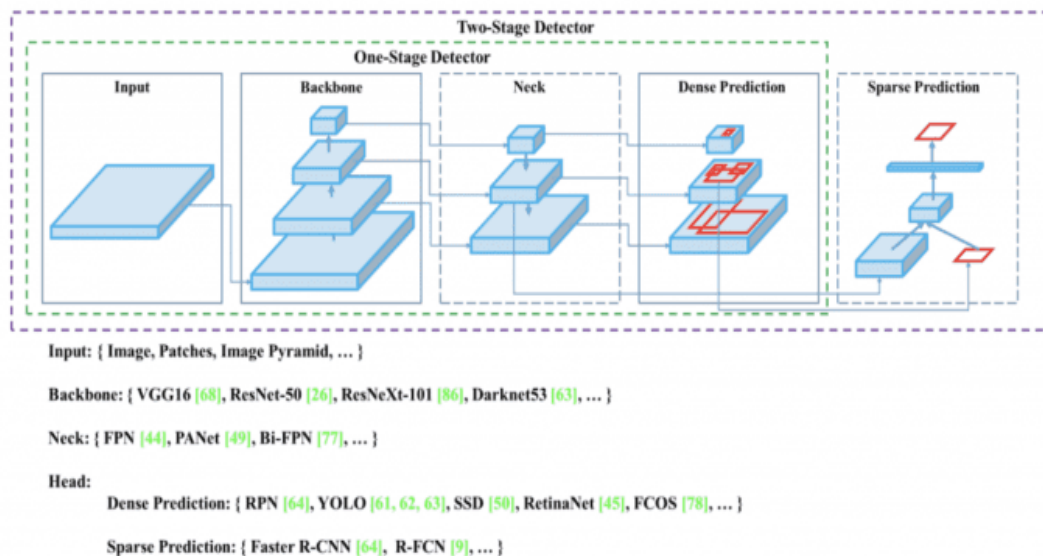 Two-Stage Detector
One-Stage Detector
Input
Backbone
Neck
Dense Prediction
Sparse Prediction
Input: { Image, Patches, Image Pyramid, … }
Backbone: { VGG16 [68], ResNet-50 [26], ResNeXt-101 [86], Darknet53 [63], … }
Neck: { FPN [44], PANet [49], Bi-FPN [77], … }
Head:
Dense Prediction: { RPN [64], YOLO [61, 62, 63], SSD [50], RetinaNet [45], FCOS [78], … }
Sparse Prediction: { Faster R-CNN [64], R-FCN [9], … }